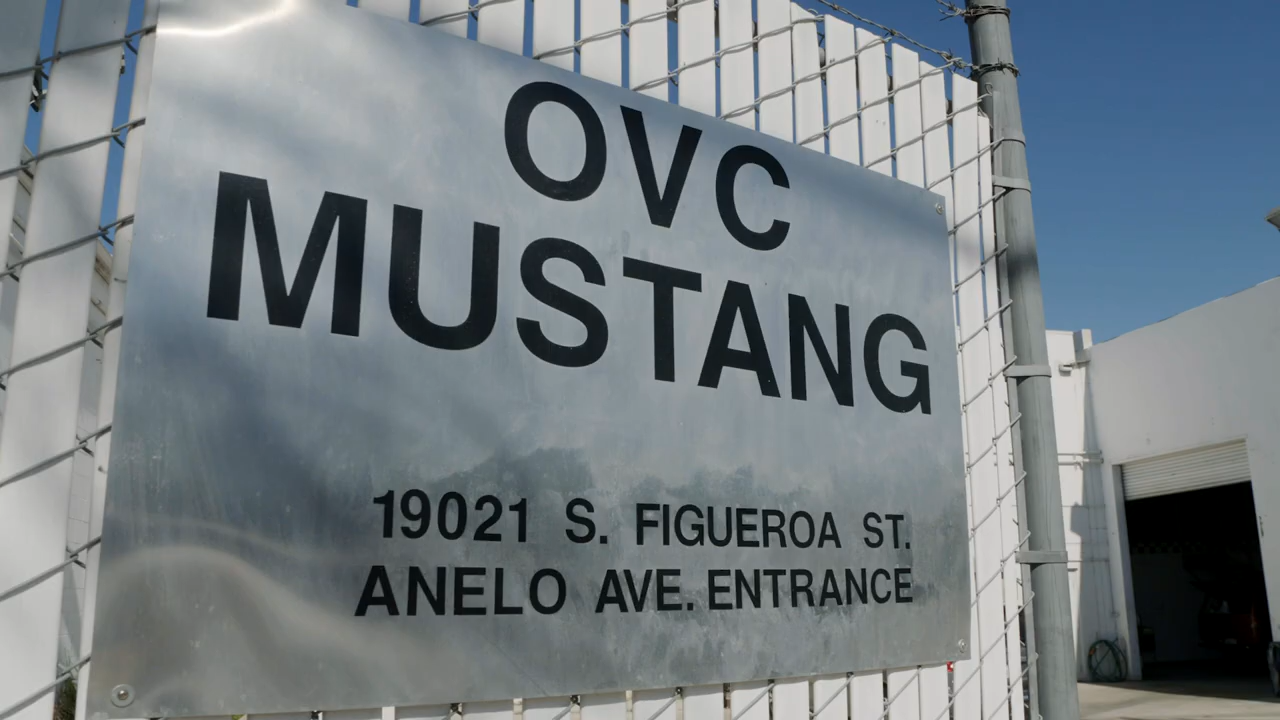 OVC
MUSTANG
19021 S. FIGUEROA ST.
ANELO AVE. ENTRANCE